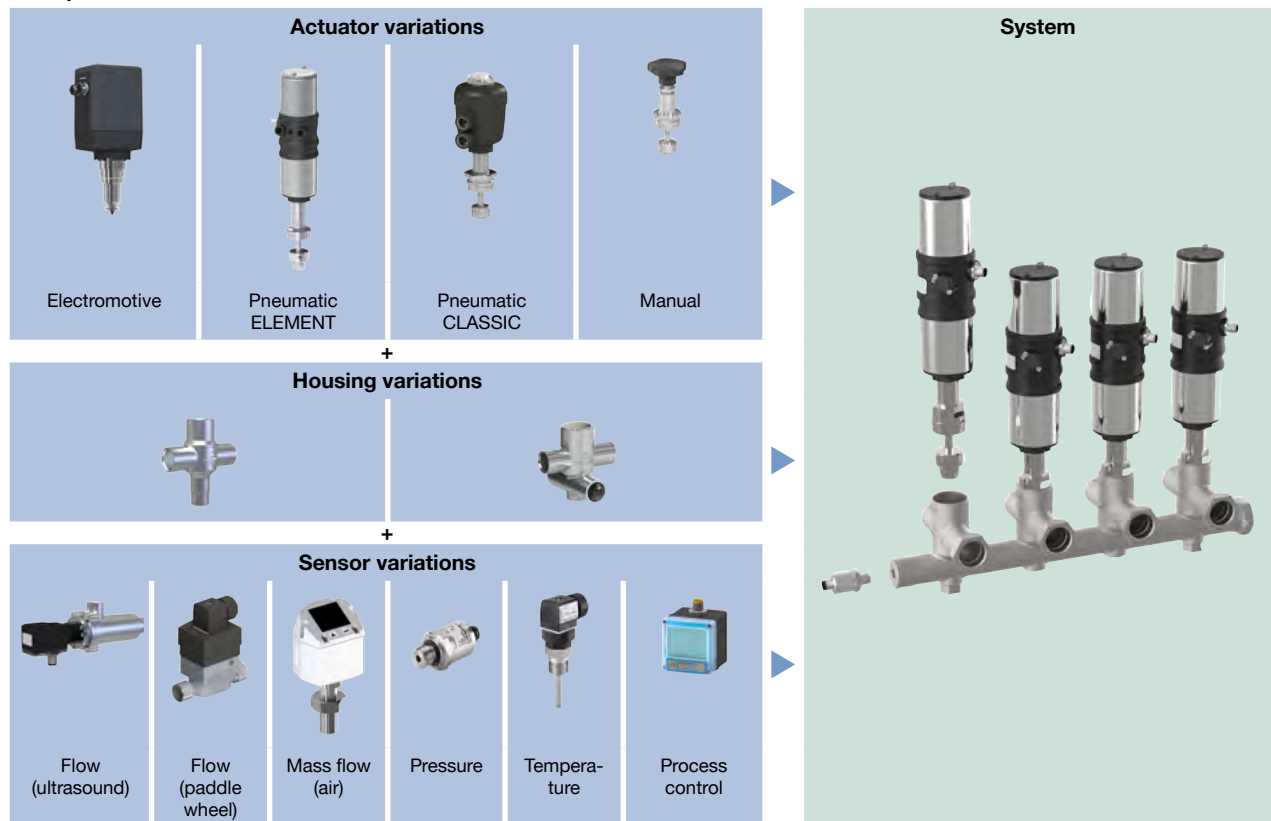 Actuator variations
Electromotive
Pneumatic
ELEMENT
Pneumatic
CLASSIC
Manual
+
Housing variations
+
Sensor variations
Flow
(ultrasound)
Flow
(paddle
wheel)
Mass flow
(air)
Pressure
Tempera-
ture
Process
control
System